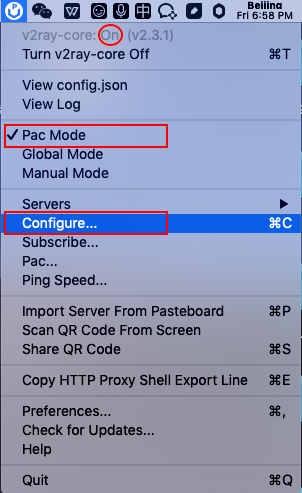 Beijing
Fri 6:58 PM
v2ray-core: On (v2.3.1)
Turn v2ray-core Off ⌘T
View config.json
View Log
✓ Pac Mode
Global Mode
Manual Mode
Servers ▶
Configure... ⌘C
Subscribe...
Pac...
Ping Speed...
Import Server From Pasteboard ⌘P
Scan QR Code From Screen
Share QR Code ⌘S
Copy HTTP Proxy Shell Export Line ⌘E
Preferences... ⌘,
Check for Updates...
Help
Quit ⌘Q